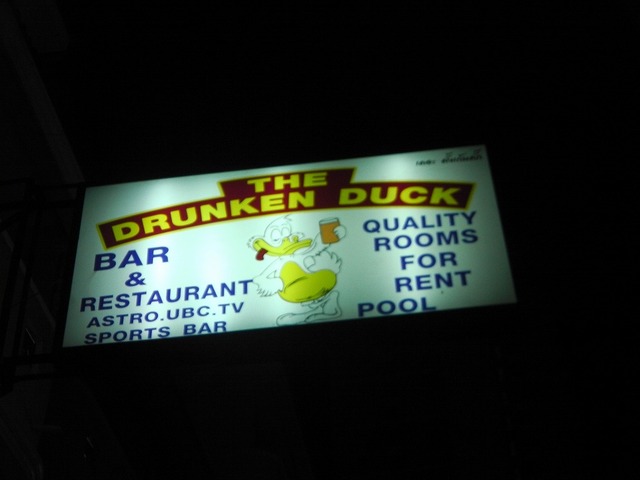 THE
DRUNKEN DUCK
BAR
&
RESTAURANT
ASTRO.UBC.TV
SPORTS BAR
QUALITY
ROOMS
FOR
RENT
POOL